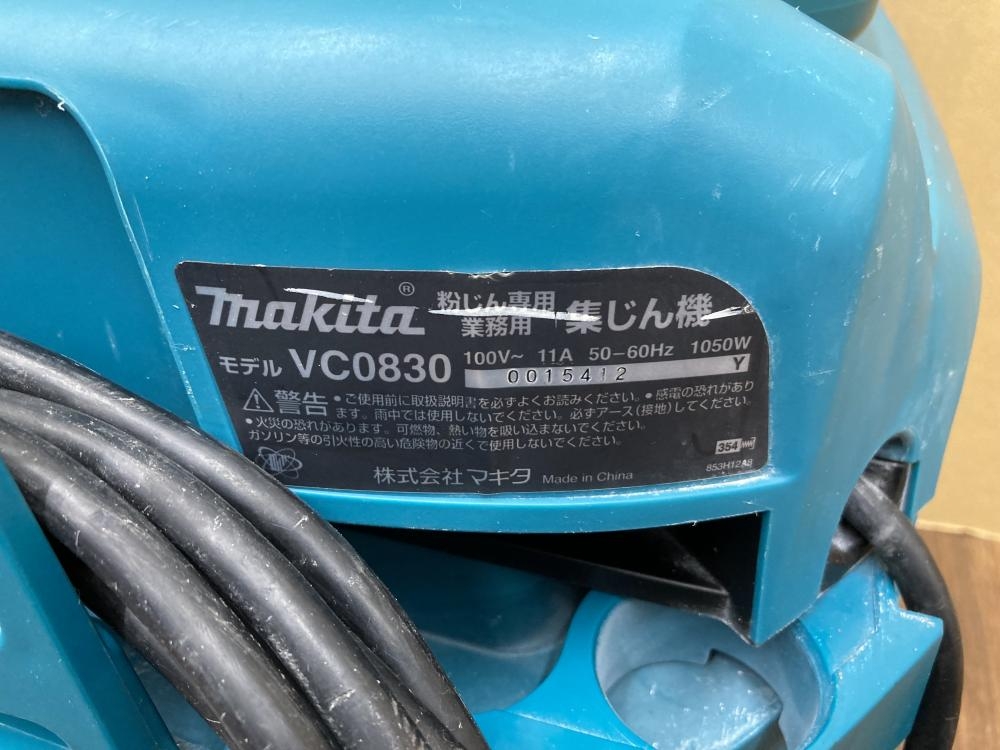 makita® 粉じん専用 業務用 集じん機
モデル VC0830 100V~ 11A 50-60Hz 1050W
0015412 Y
⚠警告 ・ご使用前に取扱説明書を必ずよくお読みください。・感電の恐れがあり
ます。雨中では使用しないでください。必ずアース(接地)してください。
・火災の恐れがあります。可燃物、熱い物を吸い込まないでください。
ガソリン等の引火性の高い危険物の近くで使用しないでください。
354
853H12A8
株式会社 マキタ Made in China